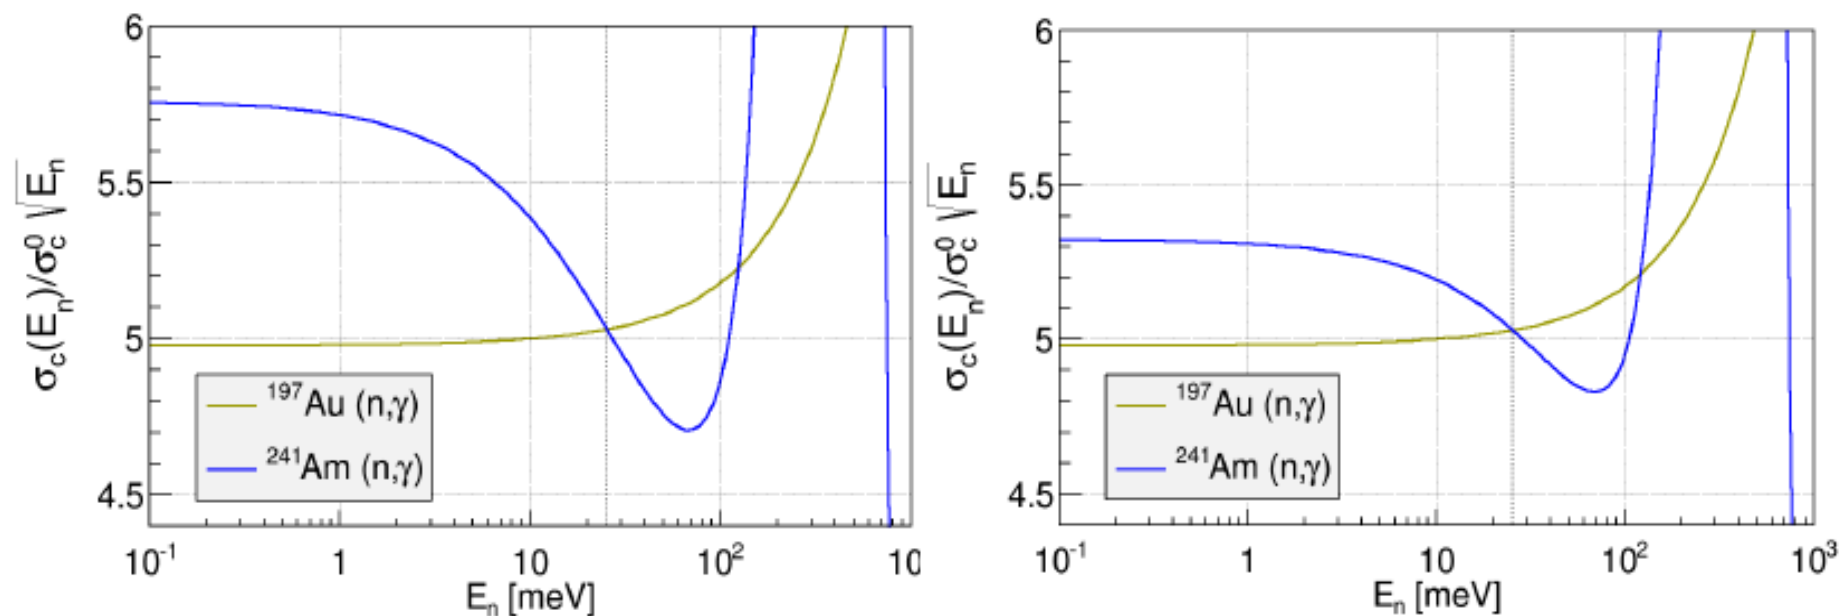 6
5.5
5
4.5
σc(En)/σc0 √En
197Au (n,γ)
241Am (n,γ)
10-1
1
10
102
10
En [meV]
6
5.5
5
4.5
σc(En)/σc0 √En
197Au (n,γ)
241Am (n,γ)
10-1
1
10
102
103
En [meV]